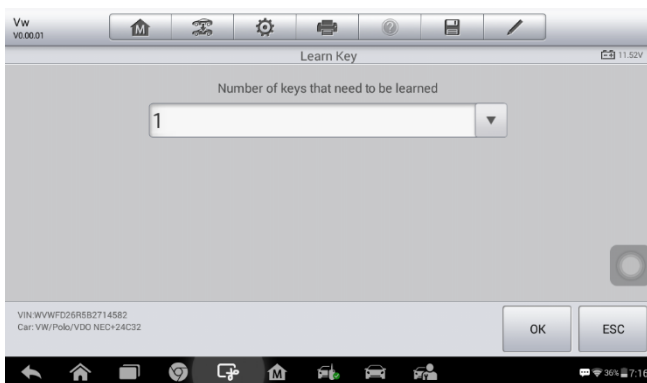 Vw
V0.00.01
Learn Key
11.52V
Number of keys that need to be learned
1
VIN:WVWFD26R5B2714582
Car: VW/Polo/VDO NEC+24C32
OK
ESC
36%
7:16